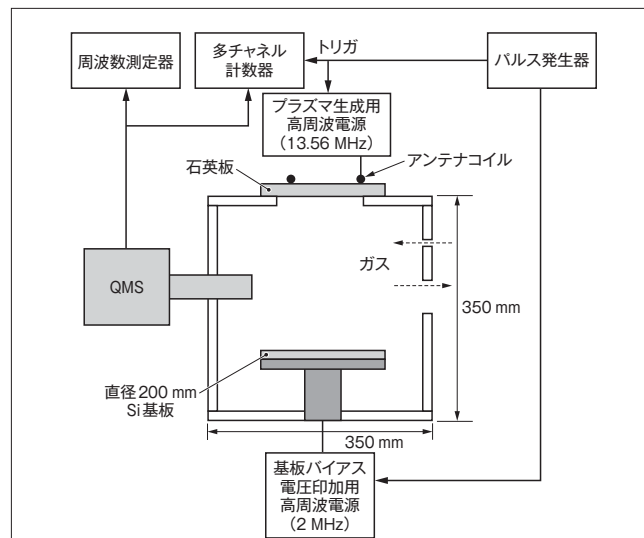 周波数測定器
多チャネル
計数器
トリガ
パルス発生器
プラズマ生成用
高周波電源
(13.56 MHz)
アンテナコイル
石英板
ガス
QMS
350 mm
直径200 mm
Si基板
350 mm
基板バイアス
電圧印加用
高周波電源
(2 MHz)